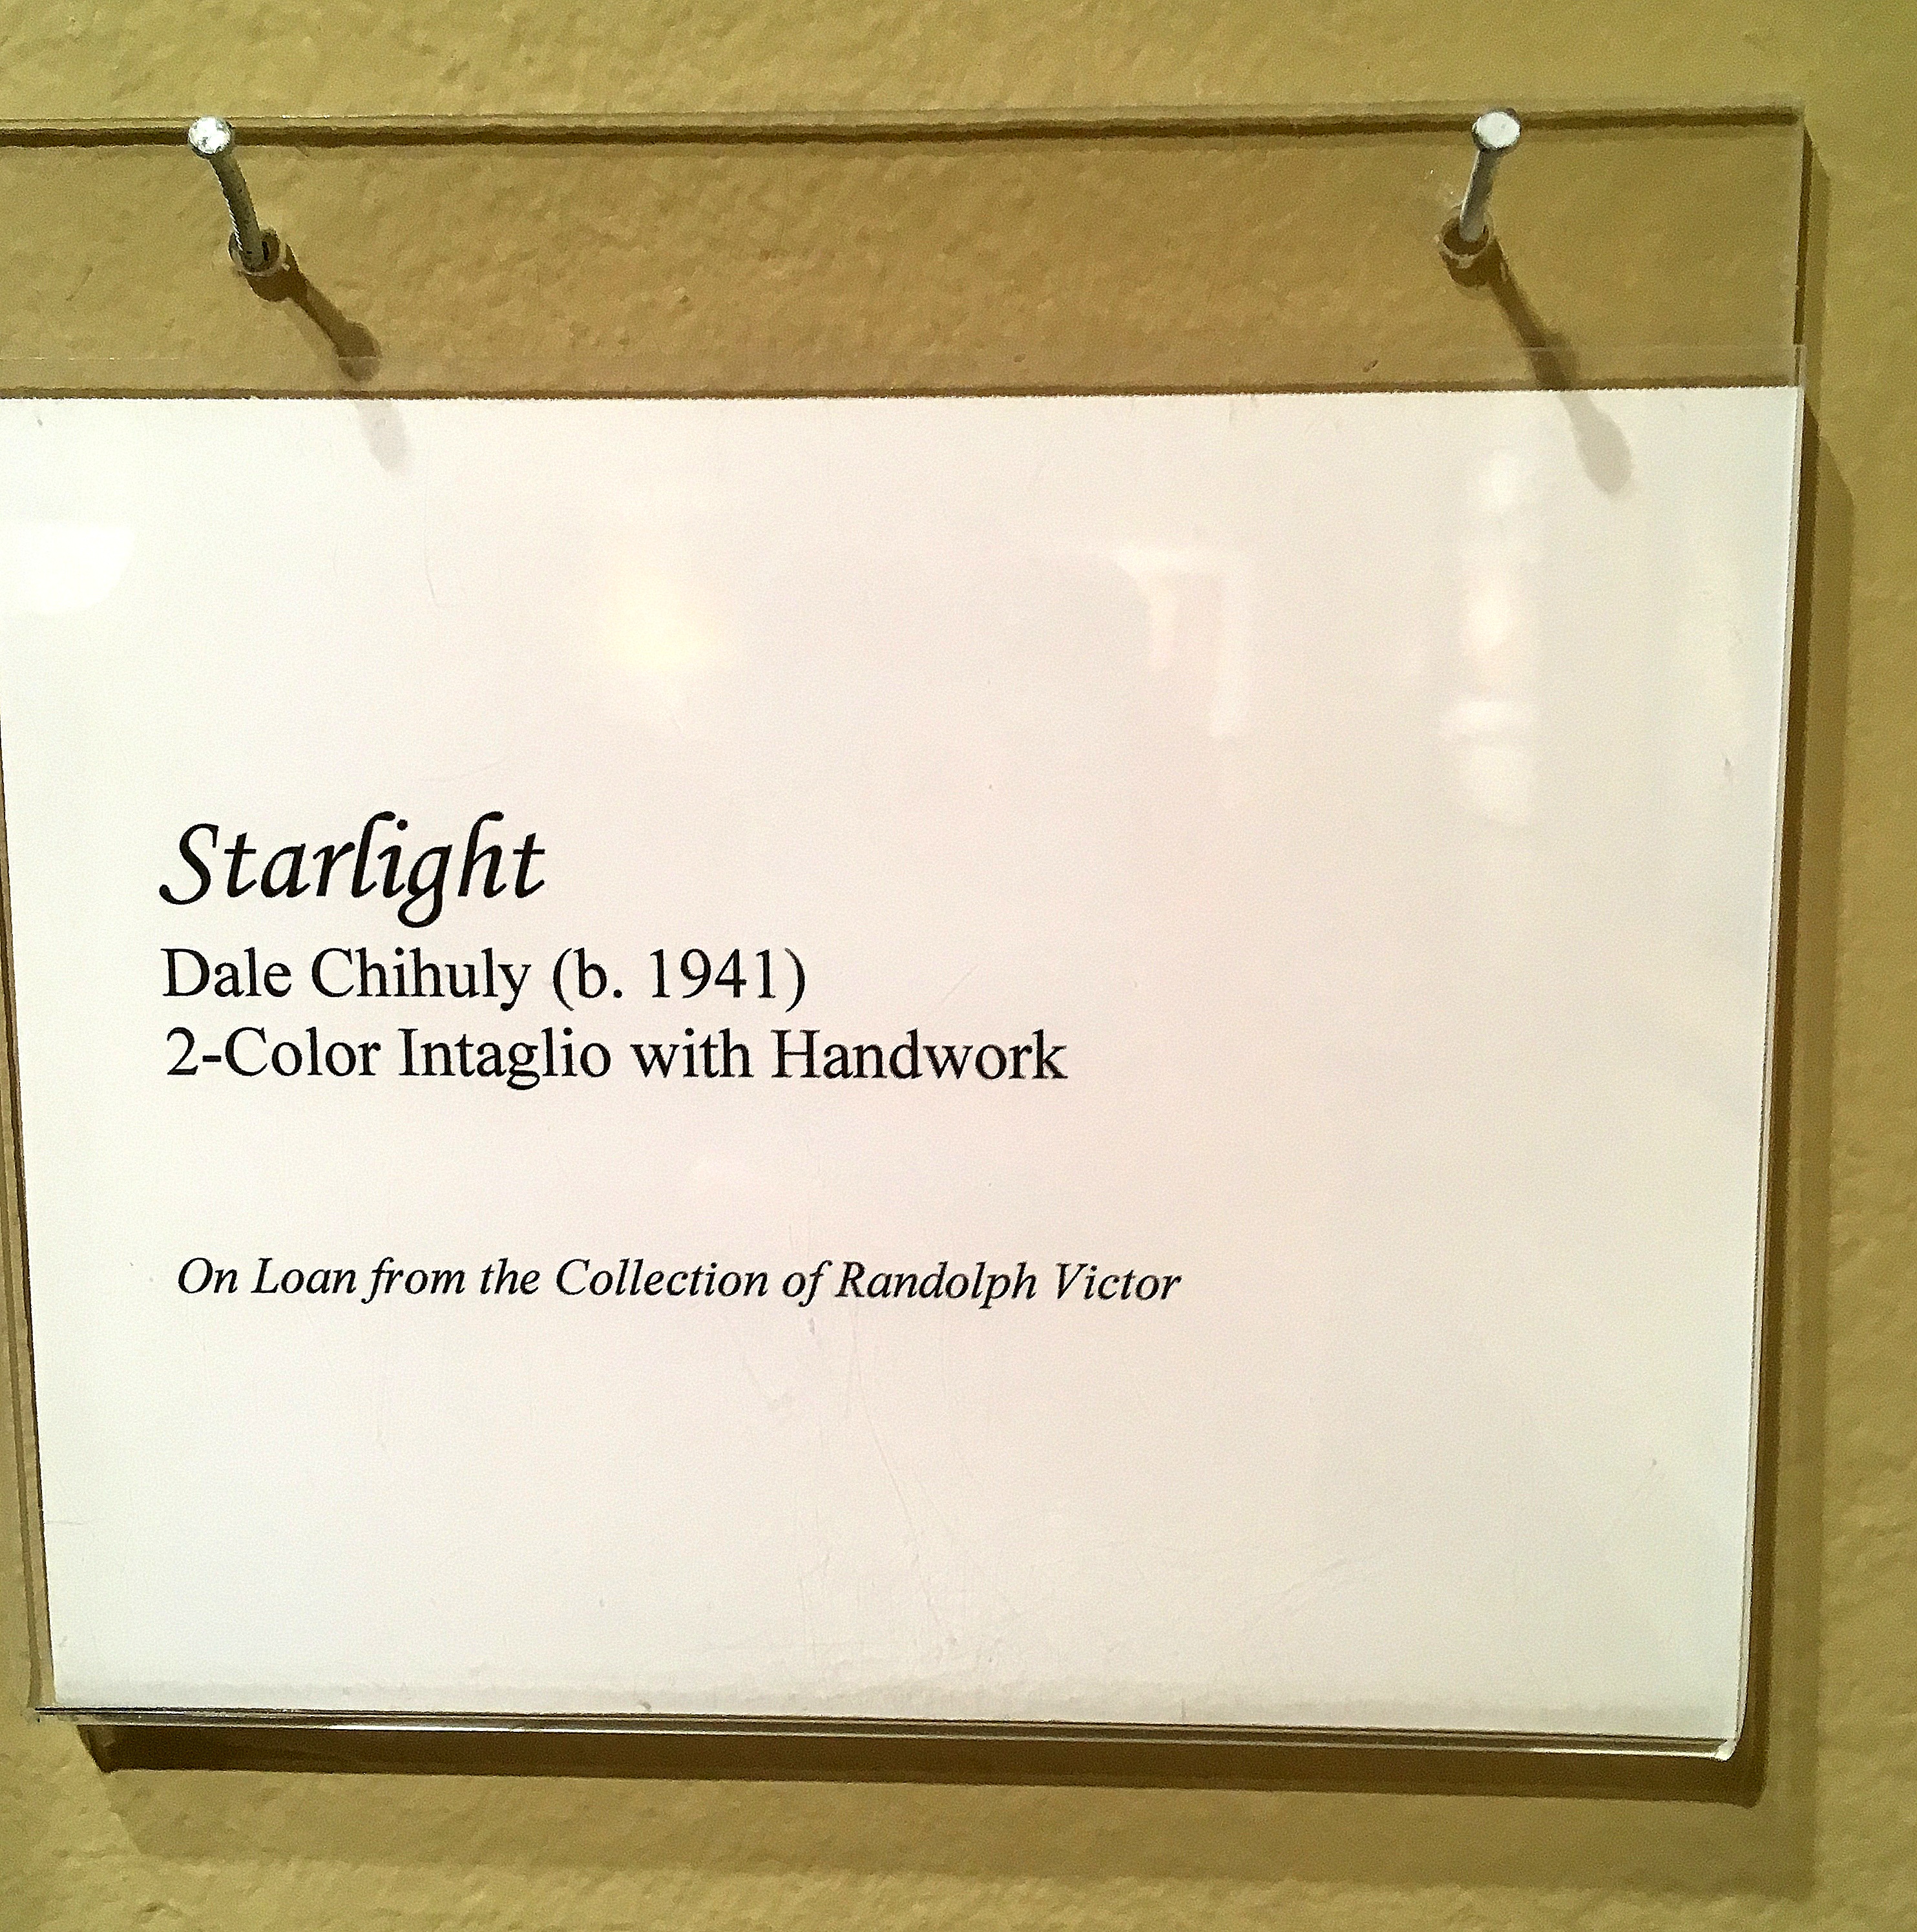 Starlight
Dale Chihuly (b. 1941)
2-Color Intaglio with Handwork
On Loan from the Collection of Randolph Victor